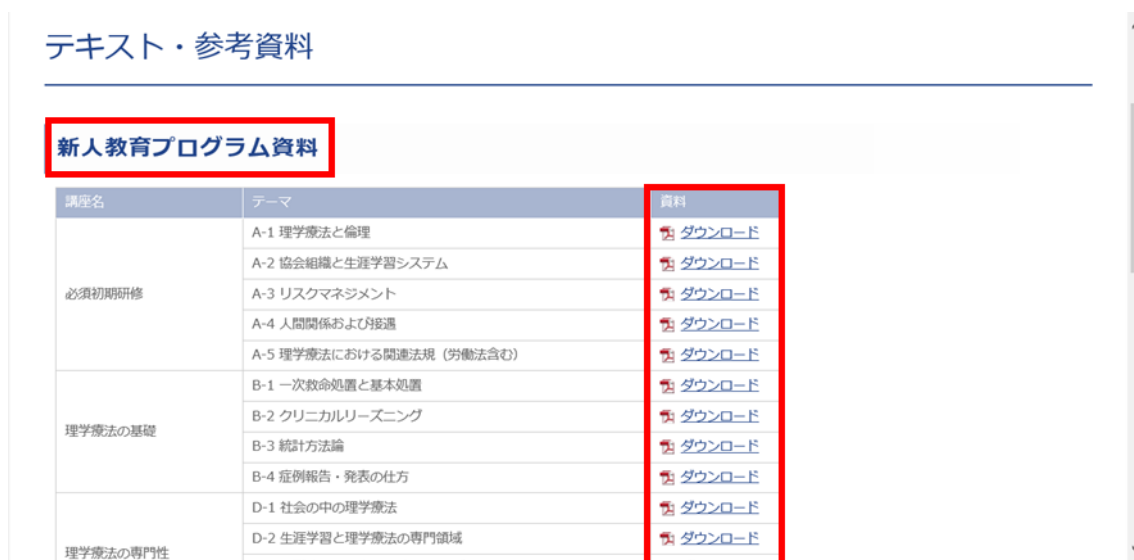 テキスト・参考資料
新人教育プログラム資料
講座名 テーマ 資料
A-1 理学療法と倫理 ダウンロード
A-2 協会組織と生涯学習システム ダウンロード
必須初期研修 A-3 リスクマネジメント ダウンロード
A-4 人間関係および接遇 ダウンロード
A-5 理学療法における関連法規（労働法含む） ダウンロード
B-1 一次救命処置と基本処置 ダウンロード
B-2 クリニカルリーズニング ダウンロード
理学療法の基礎
B-3 統計方法論 ダウンロード
B-4 症例報告・発表の仕方 ダウンロード
D-1 社会の中の理学療法 ダウンロード
D-2 生涯学習と理学療法の専門領域 ダウンロード
理学療法の専門性